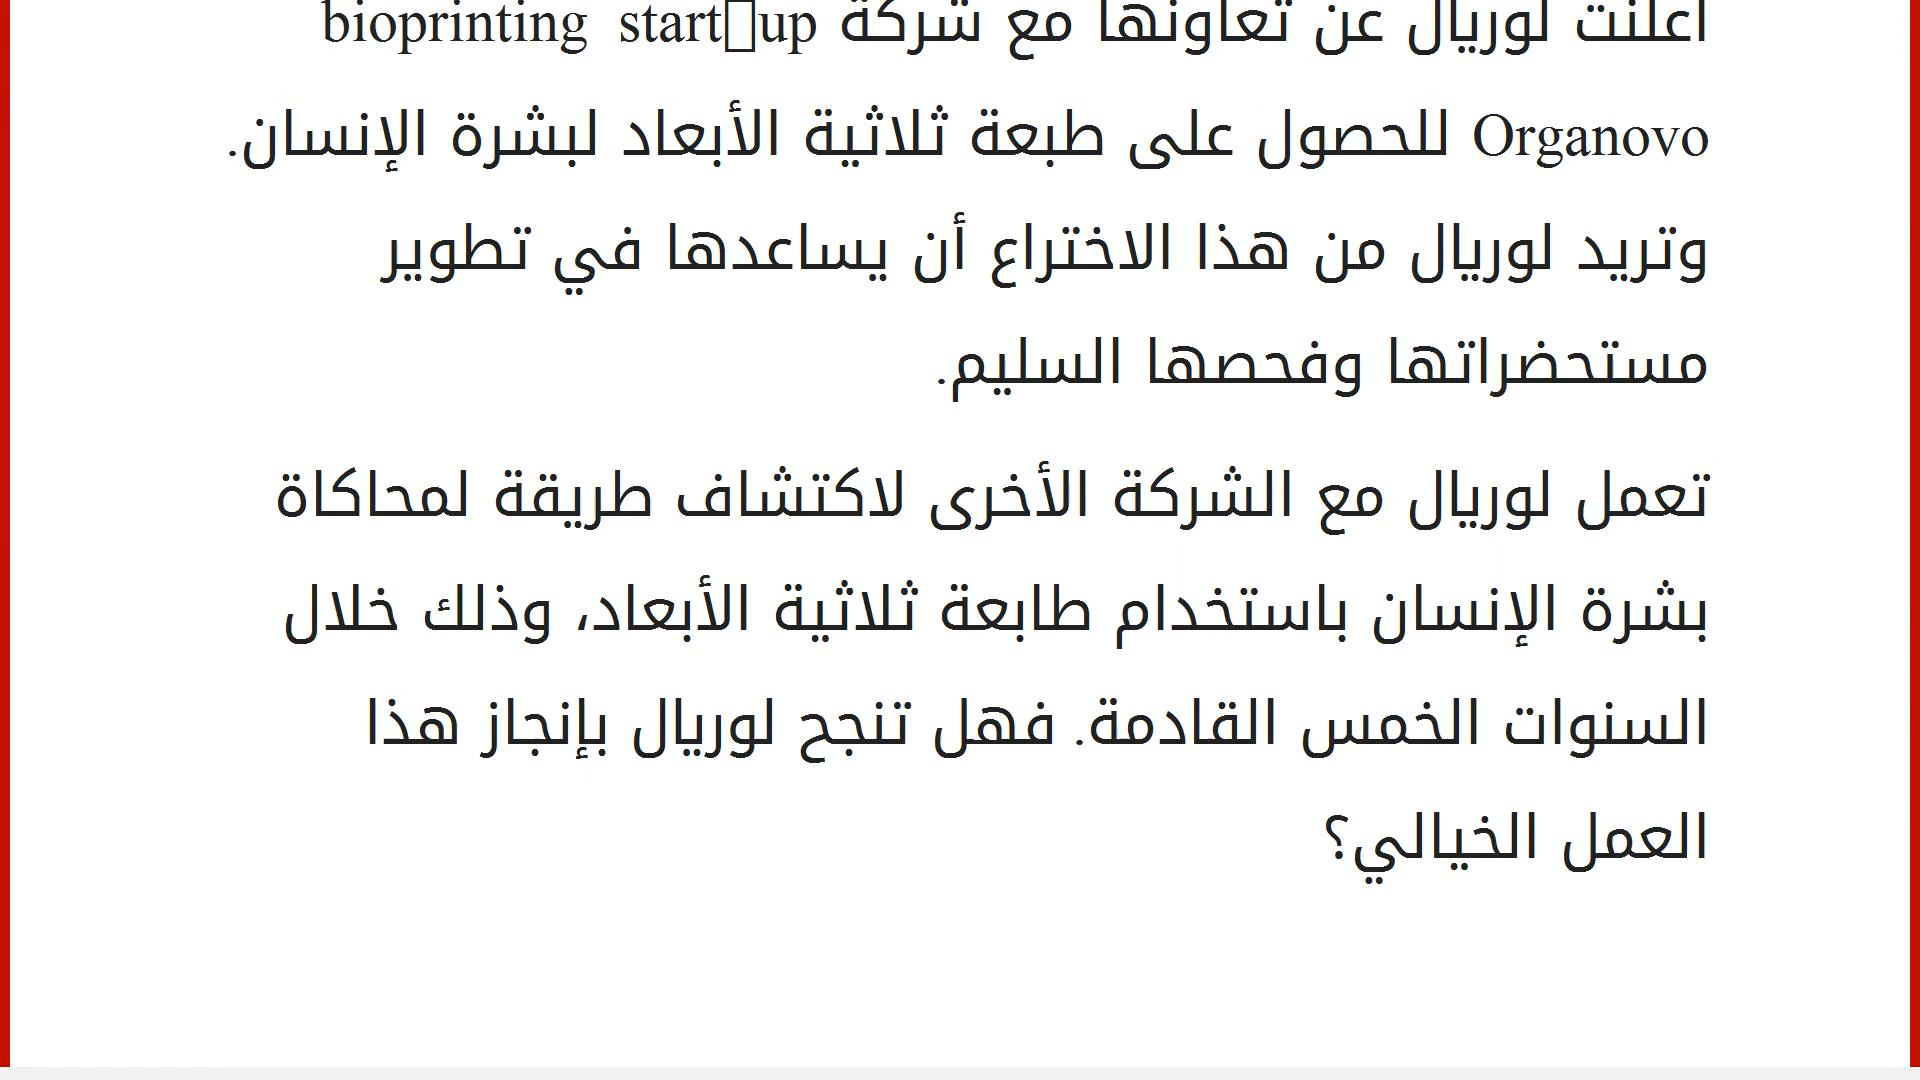 أعلنت لوريال عن تعاونها مع شركة bioprinting start▯up
Organovo للحصول على طبعة ثلاثية الأبعاد لبشرة الإنسان.
وتريد لوريال من هذا الاختراع أن يساعدها في تطوير
مستحضراتها وفحصها السليم.
تعمل لوريال مع الشركة الأخرى لاكتشاف طريقة لمحاكاة
بشرة الإنسان باستخدام طابعة ثلاثية الأبعاد، وذلك خلال
السنوات الخمس القادمة. فهل تنجح لوريال بإنجاز هذا
العمل الخيالي؟